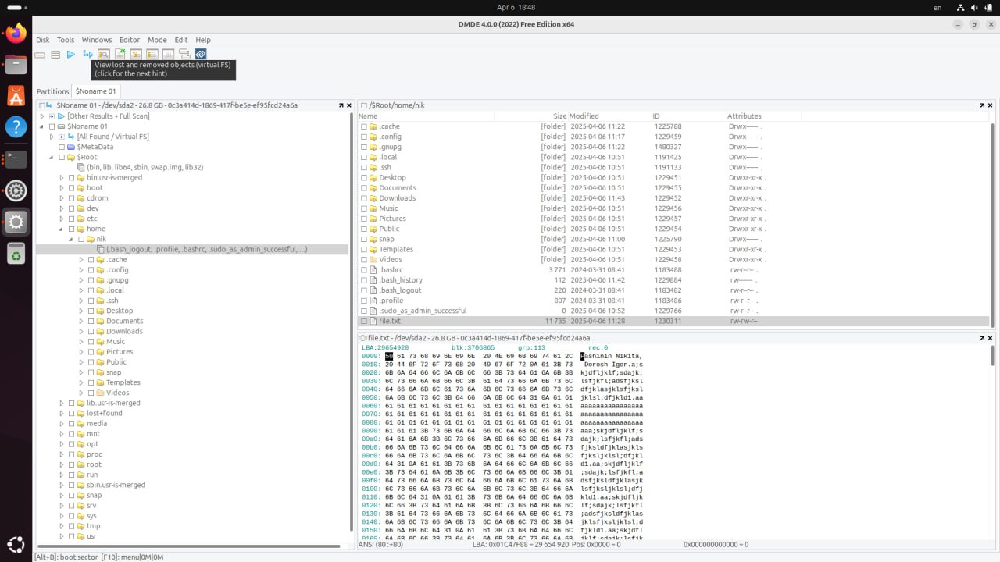 Apr 6 18:48
en
DMDE 4.0.0 (2022) Free Edition x64
Disk Tools Windows Editor Mode Edit Help
View lost and removed objects (virtual FS)
(click for the next hint)
Partitions $Noname 01
$Noname 01 - /dev/sda2 - 26.8 GB - 0c3a414d-1869-417f-be5e-ef95fcd24a6a
[Other Results + Full Scan]
$Noname 01
[All Found / Virtual FS]
$MetaData
$Root
(bin, lib, lib64, sbin, swap.img, lib32)
bin.usr-is-merged
boot
cdrom
dev
etc
home
nik
(.bash_logout, .profile, .bashrc, .sudo_as_admin_successful, ...)
.cache
.config
.gnupg
.local
.ssh
Desktop
Documents
Downloads
Music
Pictures
Public
snap
Templates
Videos
lib.usr-is-merged
lost+found
media
mnt
opt
proc
root
run
sbin.usr-is-merged
snap
srv
sys
tmp
usr
/$Root/home/nik
Name Size Modified ID Attributes
.cache [folder] 2025-04-06 11:22 1225788 Drwx------ .
.config [folder] 2025-04-06 11:17 1229459 Drwx------ .
.gnupg [folder] 2025-04-06 11:22 1480327 Drwx------ .
.local [folder] 2025-04-06 10:51 1191425 Drwx------ .
.ssh [folder] 2025-04-06 10:51 1191133 Drwx------ .
Desktop [folder] 2025-04-06 10:51 1229451 Drwxr-xr-x .
Documents [folder] 2025-04-06 10:51 1229455 Drwxr-xr-x .
Downloads [folder] 2025-04-06 11:43 1229452 Drwxr-xr-x .
Music [folder] 2025-04-06 10:51 1229456 Drwxr-xr-x .
Pictures [folder] 2025-04-06 10:51 1229457 Drwxr-xr-x .
Public [folder] 2025-04-06 10:51 1229454 Drwxr-xr-x .
snap [folder] 2025-04-06 11:00 1225790 Drwx------ .
Templates [folder] 2025-04-06 10:51 1229453 Drwxr-xr-x .
Videos [folder] 2025-04-06 10:51 1229458 Drwxr-xr-x .
.bashrc 3 771 2024-03-31 08:41 1183488 rw-r--r-- .
.bash_history 112 2025-04-06 11:42 1229884 rw------- .
.bash_logout 220 2024-03-31 08:41 1183482 rw-r--r-- .
.profile 807 2024-03-31 08:41 1183486 rw-r--r-- .
.sudo_as_admin_successful 0 2025-04-06 10:52 1229766 rw-r--r-- .
file.txt 11 735 2025-04-06 11:28 1230311 rw-rw-r--
file.txt - /dev/sda2 - 26.8 GB - 0c3a414d-1869-417f-be5e-ef95fcd24a6a
LBA:29654920 blk:3706865 grp:113 rec:0
0000: 50 61 73 68 69 6E 69 6E 20 4E 69 6B 69 74 61 2C Pashinin Nikita,
0010: 20 44 6F 72 6F 73 68 20 49 67 6F 72 0A 61 3B 73 Dorosh Igor.a;s
0020: 6B 6A 64 66 6C 6A 6B 6C 66 3B 73 64 61 6A 6B 3B kjdfljklf;sdajk;
0030: 6C 73 66 6A 6B 66 6C 3B 61 64 73 66 6A 6B 73 6C lsfjkfl;adsfjksl
0040: 64 66 6A 6B 6C 61 73 6A 6B 6C 73 66 6A 6B 73 6C dfjklasjklsfjksl
0050: 6A 6B 6C 73 6C 3B 64 66 6A 6B 6C 64 31 0A 61 61 jklsl;dfjkld1.aa
0060: 61 61 61 61 61 61 61 61 61 61 61 61 61 61 61 61 aaaaaaaaaaaaaaaa
0070: 61 61 61 61 61 61 61 61 61 61 61 61 61 61 61 61 aaaaaaaaaaaaaaaa
0080: 61 61 61 61 61 61 61 61 61 61 61 61 61 61 61 61 aaaaaaaaaaaaaaaa
0090: 61 61 61 3B 73 6B 6A 64 66 6C 6A 6B 6C 66 3B 73 aaa;skjdfljklf;s
00a0: 64 61 6A 6B 3B 6C 73 66 6A 6B 66 6C 3B 61 64 73 dajk;lsfjkfl;ads
00b0: 66 6A 6B 73 6C 64 66 6A 6B 6C 61 73 6A 6B 6C 73 fjksldfjklasjkls
00c0: 66 6A 6B 73 6C 6A 6B 6C 73 6C 3B 64 66 6A 6B 6C fjksljklsl;dfjkl
00d0: 64 31 0A 61 61 3B 73 6B 6A 64 66 6C 6A 6B 6C 66 d1.aa;skjdfljklf
00e0: 3B 73 64 61 6A 6B 3B 6C 73 66 6A 6B 66 6C 3B 61 ;sdajk;lsfjkfl;a
00f0: 64 73 66 6A 6B 73 6C 64 66 6A 6B 6C 61 73 6A 6B dsfjksldfjklasjk
0100: 6C 73 66 6A 6B 73 6C 6A 6B 6C 73 6C 3B 64 66 6A lsfjksljklsl;dfj
0110: 6B 6C 64 31 0A 61 61 3B 73 6B 6A 64 66 6C 6A 6B kld1.aa;skjdfljk
0120: 6C 66 3B 73 64 61 6A 6B 3B 6C 73 66 6A 6B 66 6C lf;sdajk;lsfjkfl
0130: 3B 61 64 73 66 6A 6B 73 6C 64 66 6A 6B 6C 61 73 ;adsfjksldfjklas
0140: 6A 6B 6C 73 66 6A 6B 73 6C 6A 6B 6C 73 6C 3B 64 jklsfjksljklsl;d
0150: 66 6A 6B 6C 64 31 0A 61 61 3B 73 6B 6A 64 66 6C fjkld1.aa;skjdfl
0160: 6A 6B 6C 66 3B 73 64 61 6A 6B 3B 6C 73 66 6A 6B jklf;sdajk;lsfjk
ANSI (80 :+80) LBA: 0x01C47F88 = 29 654 920 Pos: 0x0000 = 0 0x000000000000 = 0
[Alt+B]: boot sector [F10]: menu|0M|0M